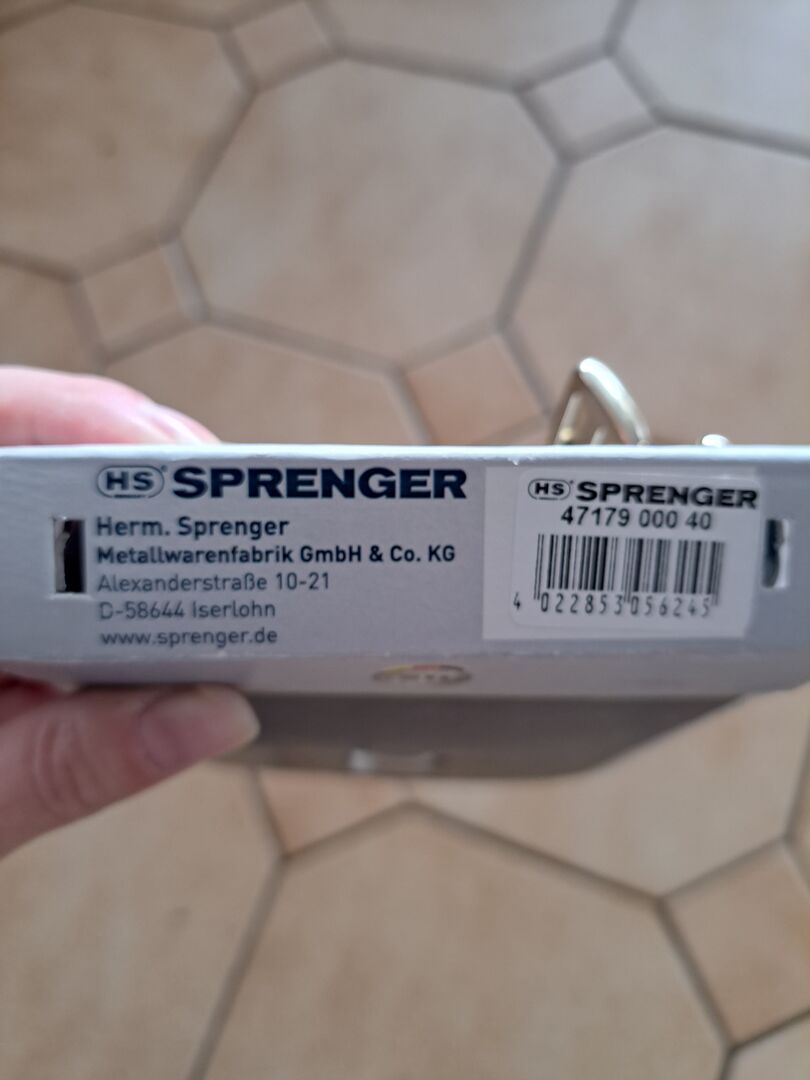 HS® SPRENGER
Herm. Sprenger
Metallwarenfabrik GmbH & Co. KG
Alexanderstraße 10-21
D-58644 Iserlohn
www.sprenger.de
HS® SPRENGER
47179 000 40
4 022853 056245